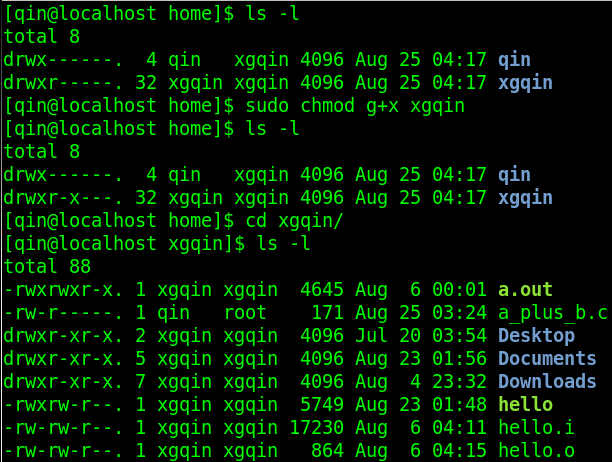 [qin@localhost home]$ ls -l
total 8
drwx------.  4 qin   xgqin 4096 Aug 25 04:17 qin
drwxr-----. 32 xgqin xgqin 4096 Aug 25 04:17 xgqin
[qin@localhost home]$ sudo chmod g+x xgqin
[qin@localhost home]$ ls -l
total 8
drwx------.  4 qin   xgqin 4096 Aug 25 04:17 qin
drwxr-x---. 32 xgqin xgqin 4096 Aug 25 04:17 xgqin
[qin@localhost home]$ cd xgqin/
[qin@localhost xgqin]$ ls -l
total 88
-rwxrwxr-x. 1 xgqin xgqin  4645 Aug  6 00:01 a.out
-rw-r-----. 1 qin   root    171 Aug 25 03:24 a_plus_b.c
drwxr-xr-x. 2 xgqin xgqin  4096 Jul 20 03:54 Desktop
drwxr-xr-x. 5 xgqin xgqin  4096 Aug 23 01:56 Documents
drwxr-xr-x. 7 xgqin xgqin  4096 Aug  4 23:32 Downloads
-rwxrw-r--. 1 xgqin xgqin  5749 Aug 23 01:48 hello
-rw-rw-r--. 1 xgqin xgqin 17230 Aug  6 04:11 hello.i
-rw-rw-r--. 1 xgqin xgqin   864 Aug  6 04:15 hello.o